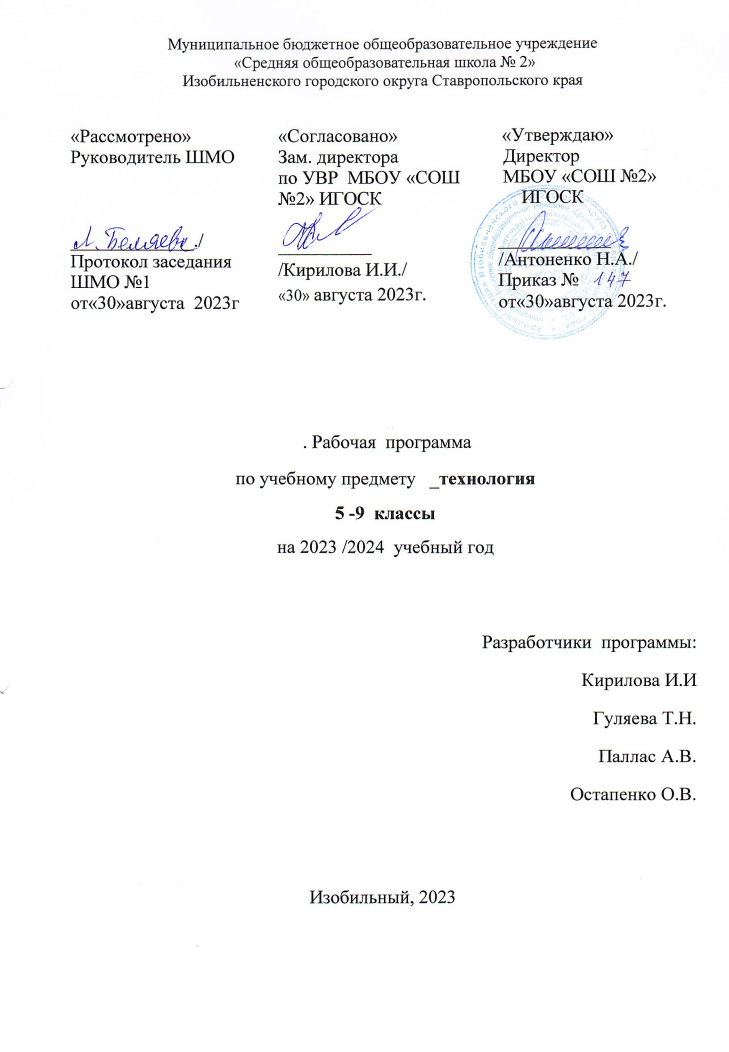 Муниципальное бюджетное общеобразовательное учреждение
«Средняя общеобразовательная школа № 2»
Изобильненского городского округа Ставропольского края
«Рассмотрено»
Руководитель ШМО
Л. Беляева /
Протокол заседания
ШМО №1
от«30»августа 2023г
«Согласовано»
Зам. директора
по УВР МБОУ «СОШ
№2» ИГОСК
/Кирилова И.И./
«30» августа 2023г.
«Утверждаю»
Директор
МБОУ «СОШ №2»
ИГОСК
/Антоненко Н.А./
Приказ № 147
от«30»августа 2023г.
. Рабочая программа
по учебному предмету _технология
5 -9 классы
на 2023 /2024 учебный год
Разработчики программы:
Кирилова И.И
Гуляева Т.Н.
Паллас А.В.
Остапенко О.В.
Изобильный, 2023